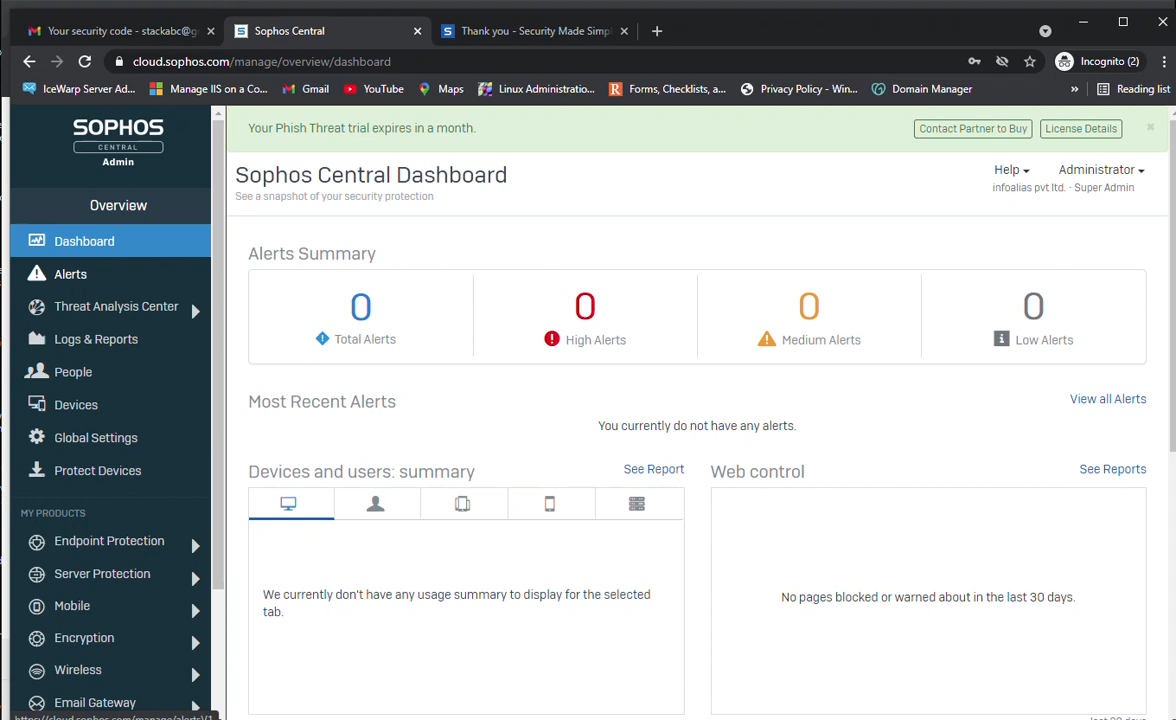 Your security code - stackabc@g
Sophos Central
Thank you - Security Made Simpl
cloud.sophos.com/manage/overview/dashboard
Incognito (2)
IceWarp Server Ad...
Manage IIS on a Co...
Gmail
YouTube
Maps
Linux Administratio...
Forms, Checklists, a...
Privacy Policy - Win...
Domain Manager
»
Reading list
SOPHOS
CENTRAL
Admin
Overview
Dashboard
Alerts
Threat Analysis Center
Logs & Reports
People
Devices
Global Settings
Protect Devices
MY PRODUCTS
Endpoint Protection
Server Protection
Mobile
Encryption
Wireless
Email Gateway
Your Phish Threat trial expires in a month.
Contact Partner to Buy
License Details
Sophos Central Dashboard
See a snapshot of your security protection
Help
Administrator
infoalias pvt ltd. - Super Admin
Alerts Summary
0
Total Alerts
0
High Alerts
0
Medium Alerts
0
Low Alerts
Most Recent Alerts
View all Alerts
You currently do not have any alerts.
Devices and users: summary
See Report
We currently don't have any usage summary to display for the selected
tab.
Web control
See Reports
No pages blocked or warned about in the last 30 days.